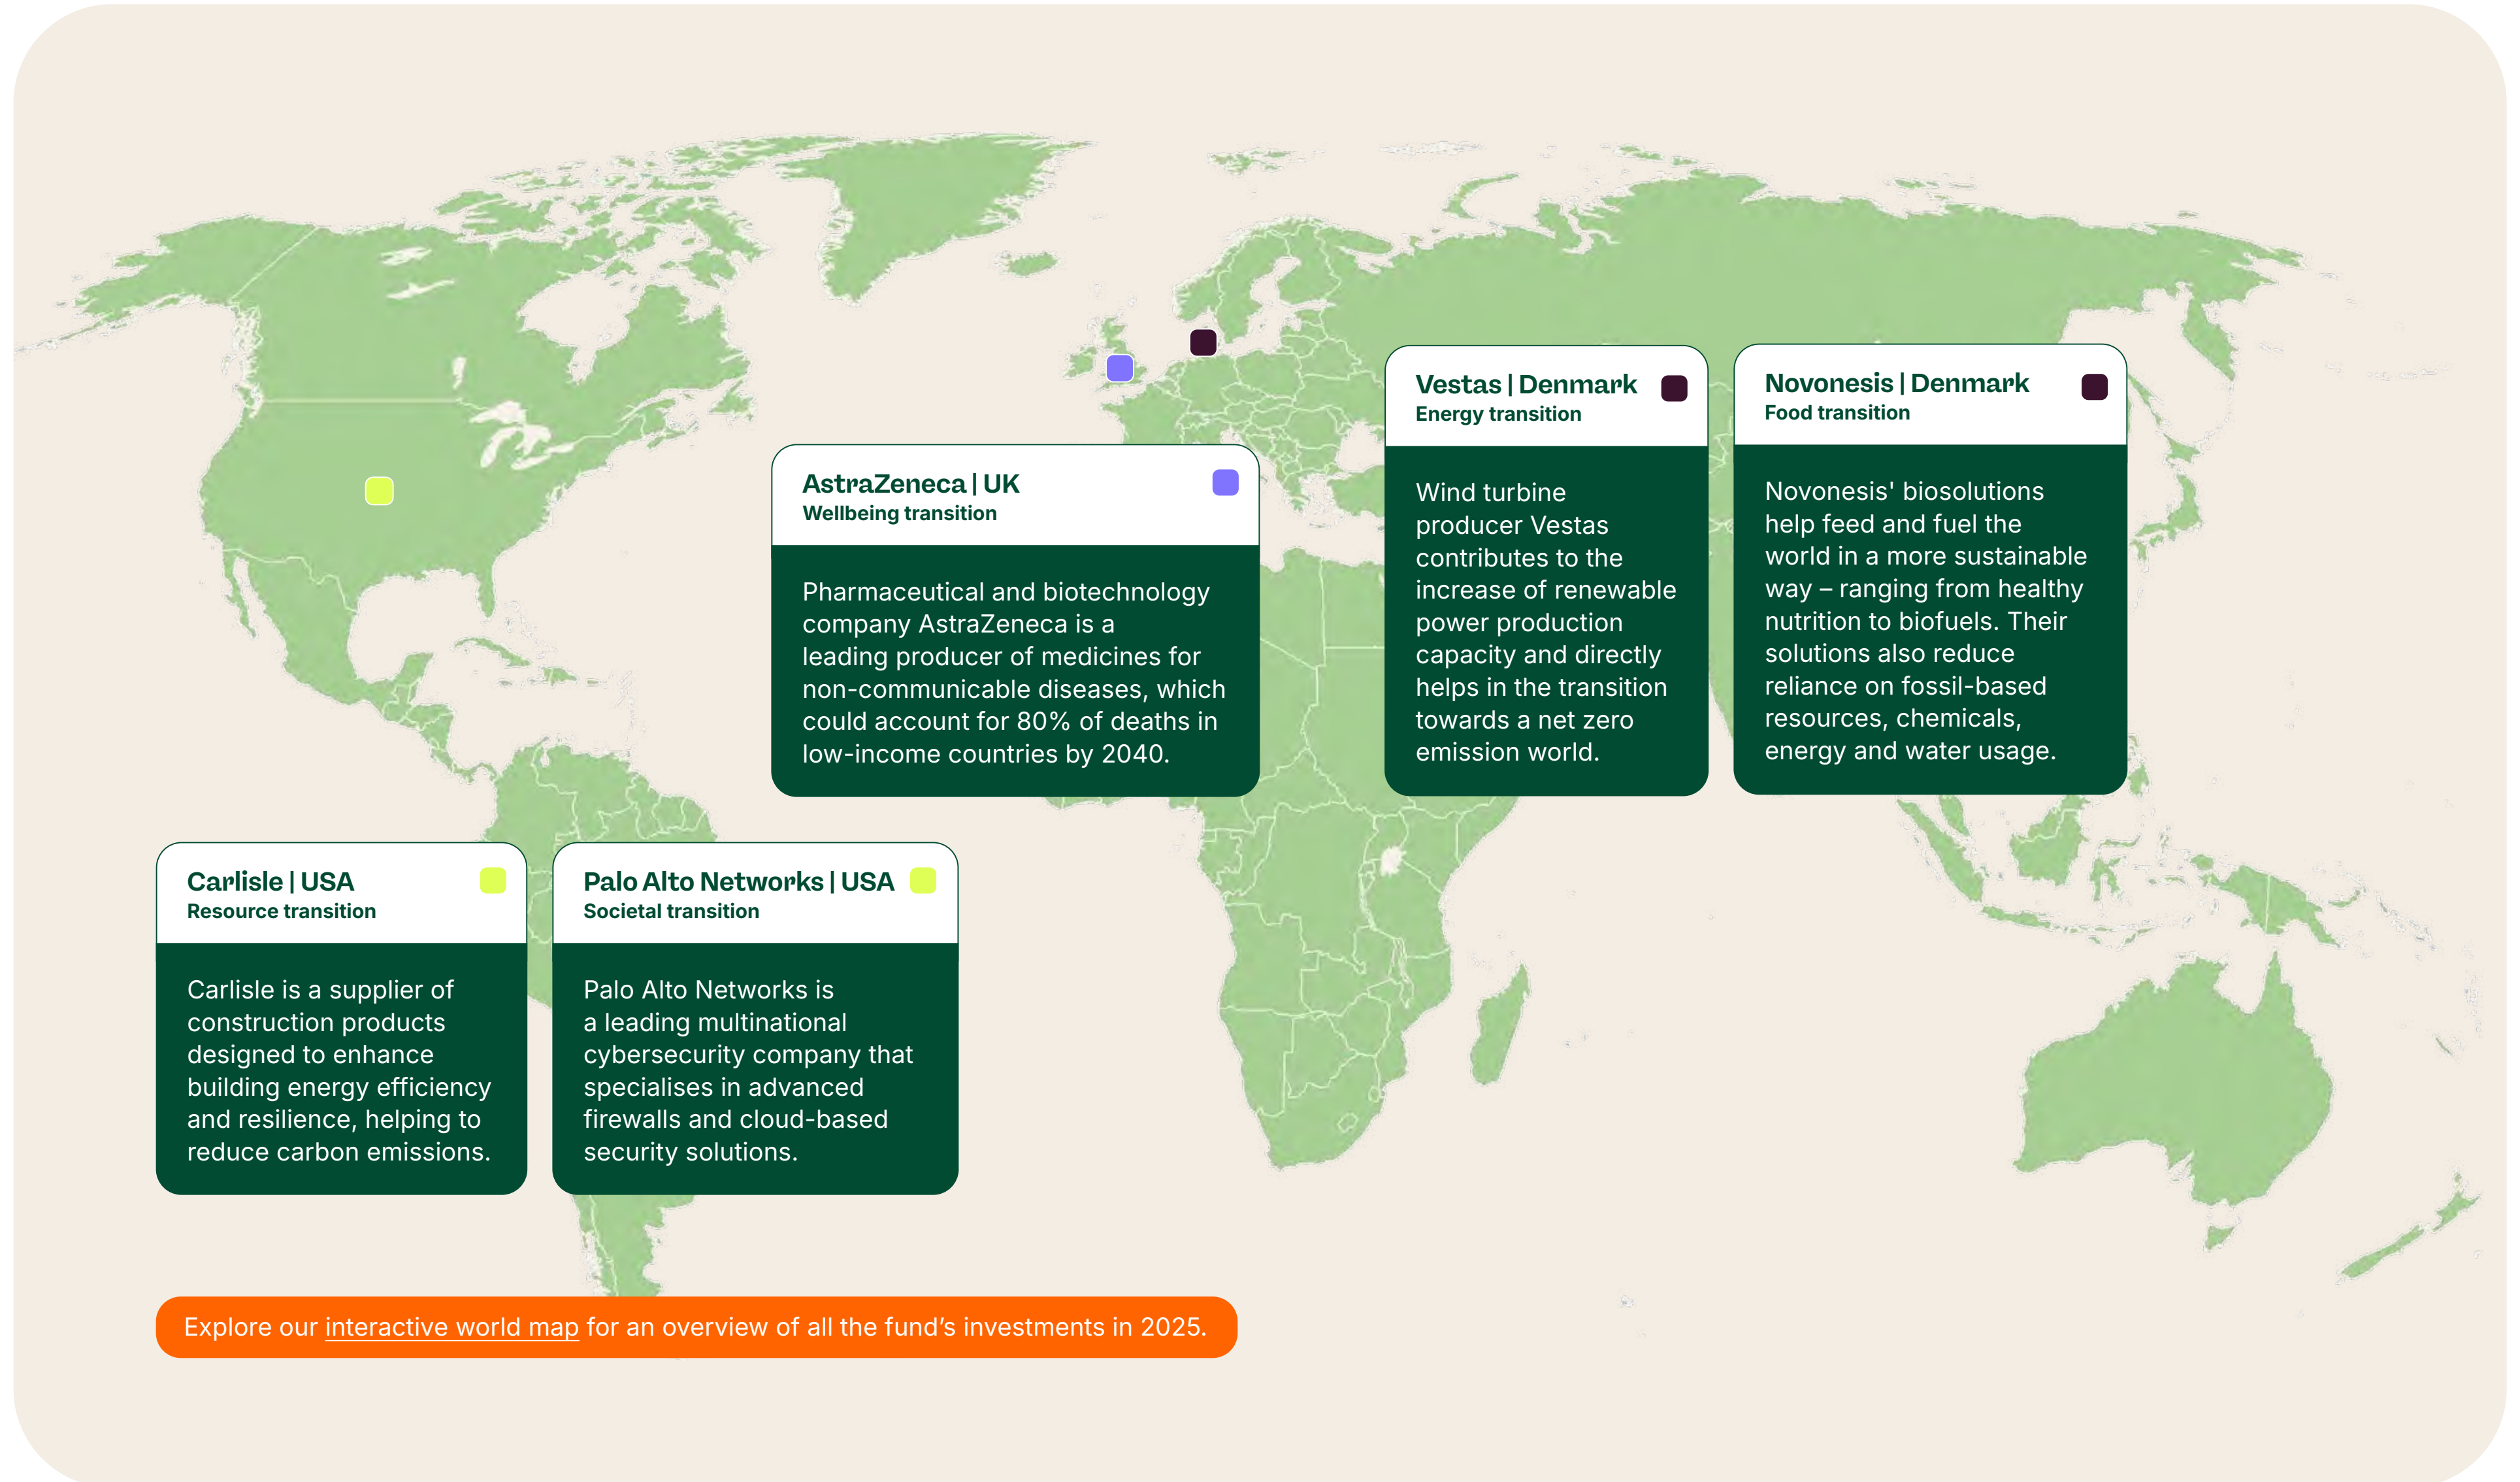 Vestas | Denmark
Energy transition
Wind turbine
producer Vestas
contributes to the
increase of renewable
power production
capacity and directly
helps in the transition
towards a net zero
emission world.
Novonesis | Denmark
Food transition
Novonesis' biosolutions
help feed and fuel the
world in a more sustainable
way – ranging from healthy
nutrition to biofuels. Their
solutions also reduce
reliance on fossil-based
resources, chemicals,
energy and water usage.
AstraZeneca | UK
Wellbeing transition
Pharmaceutical and biotechnology
company AstraZeneca is a
leading producer of medicines for
non-communicable diseases, which
could account for 80% of deaths in
low-income countries by 2040.
Carlisle | USA
Resource transition
Carlisle is a supplier of
construction products
designed to enhance
building energy efficiency
and resilience, helping to
reduce carbon emissions.
Palo Alto Networks | USA
Societal transition
Palo Alto Networks is
a leading multinational
cybersecurity company that
specialises in advanced
firewalls and cloud-based
security solutions.
Explore our interactive world map for an overview of all the fund’s investments in 2025.